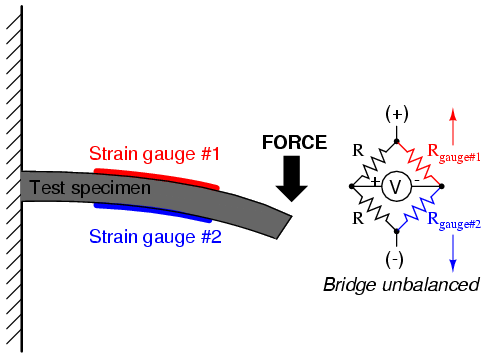 Strain gauge #1
FORCE
Test specimen
Strain gauge #2
(+)
R
Rgauge#1
+
V
-
R
Rgauge#2
(-)
Bridge unbalanced